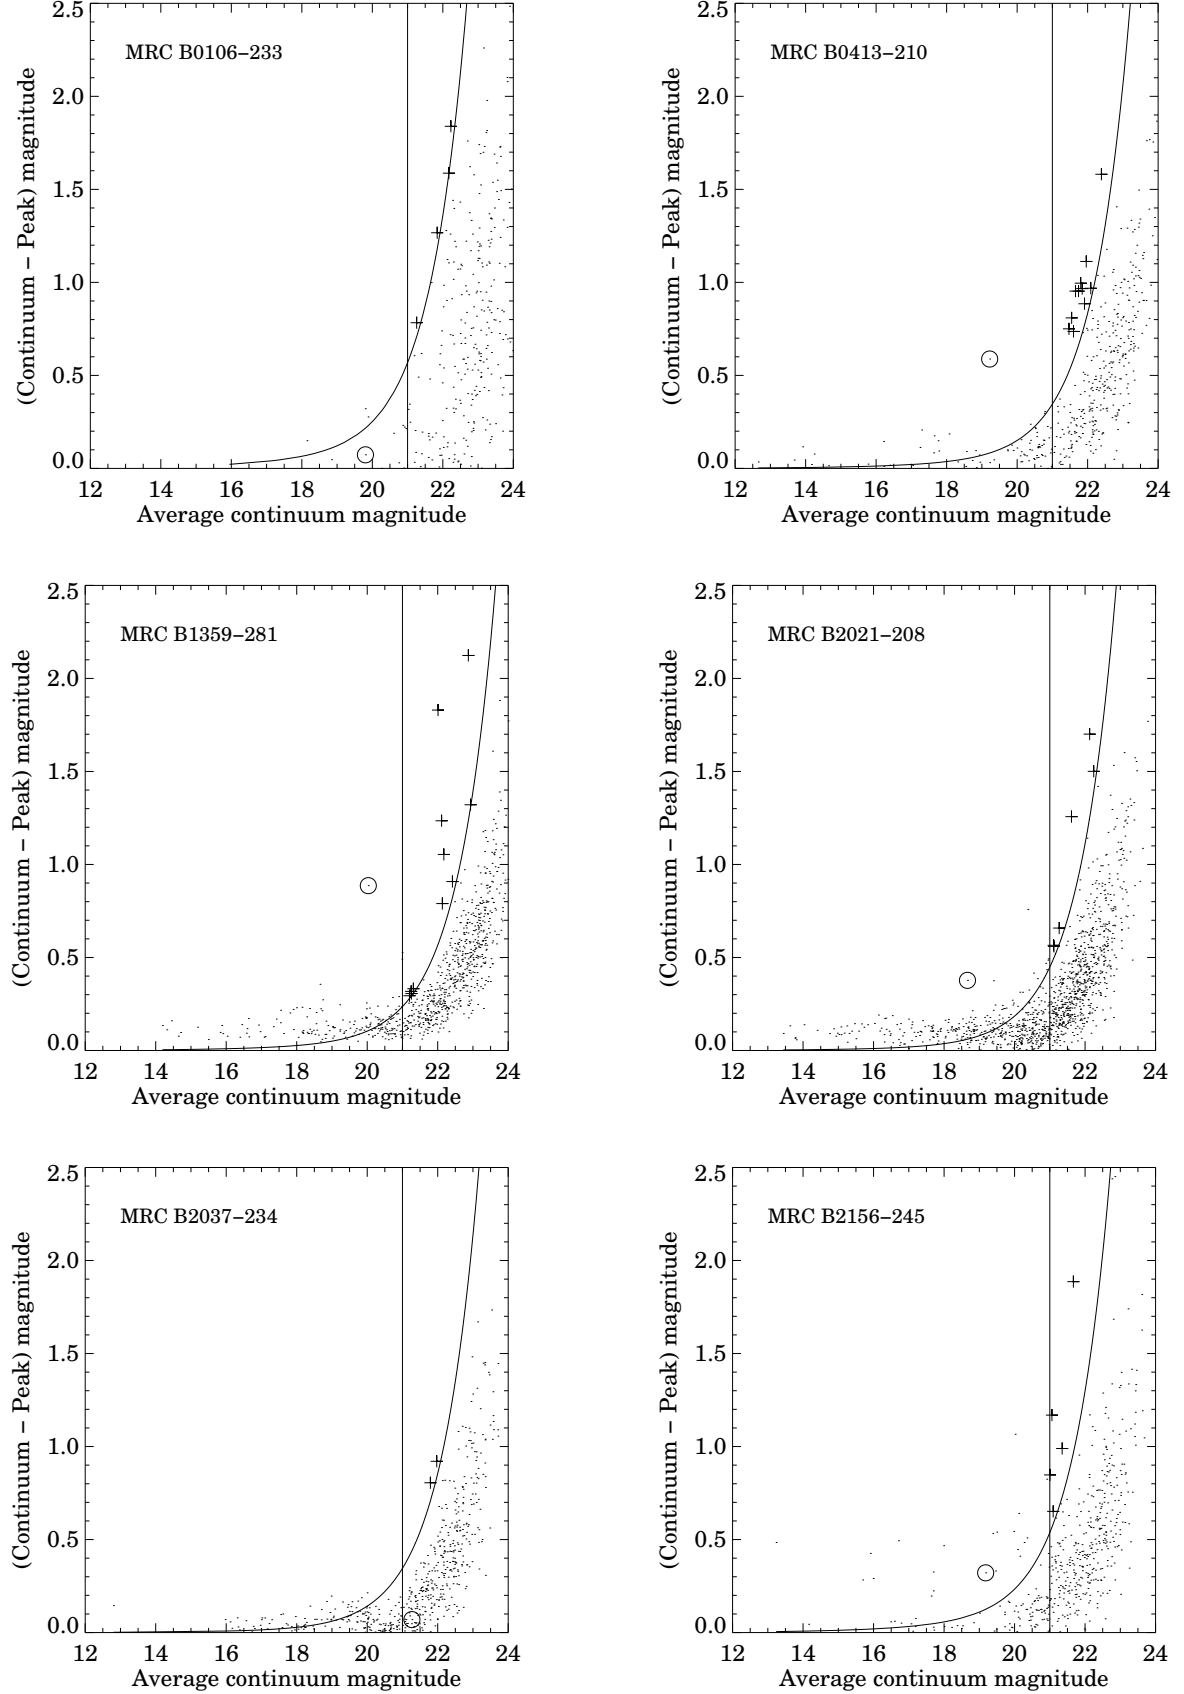 2.5
2.0
1.5
1.0
0.5
0.0
(Continuum − Peak) magnitude
MRC B0106−233
12 14 16 18 20 22 24
Average continuum magnitude
2.5
2.0
1.5
1.0
0.5
0.0
(Continuum − Peak) magnitude
MRC B0413−210
12 14 16 18 20 22 24
Average continuum magnitude
2.5
2.0
1.5
1.0
0.5
0.0
(Continuum − Peak) magnitude
MRC B1359−281
12 14 16 18 20 22 24
Average continuum magnitude
2.5
2.0
1.5
1.0
0.5
0.0
(Continuum − Peak) magnitude
MRC B2021−208
12 14 16 18 20 22 24
Average continuum magnitude
2.5
2.0
1.5
1.0
0.5
0.0
(Continuum − Peak) magnitude
MRC B2037−234
12 14 16 18 20 22 24
Average continuum magnitude
2.5
2.0
1.5
1.0
0.5
0.0
(Continuum − Peak) magnitude
MRC B2156−245
12 14 16 18 20 22 24
Average continuum magnitude